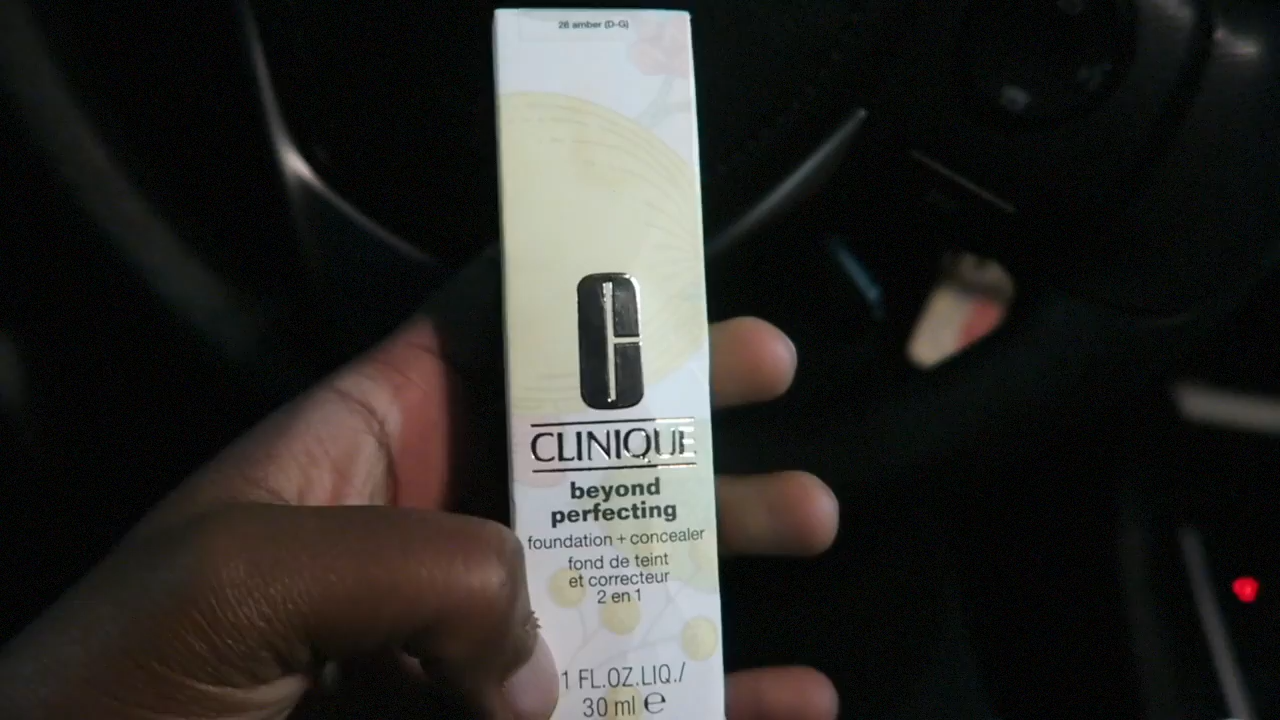 26 amber (D-G)
CLINIQUE
beyond
perfecting
foundation + concealer
fond de teint
et correcteur
2 en 1
1 FL.OZ.LIQ./
30 ml ℮